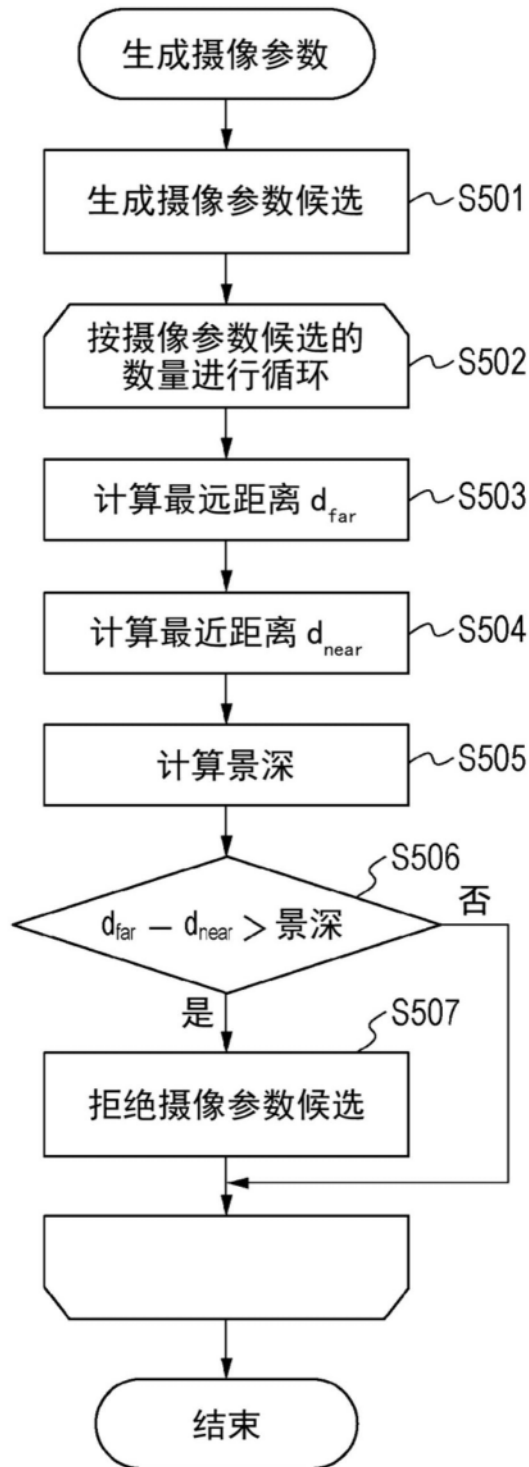 生成摄像参数
生成摄像参数候选
S501
按摄像参数候选的
数量进行循环
S502
计算最远距离 d_far
S503
计算最近距离 d_near
S504
计算景深
S505
S506
d_far － d_near > 景深
否
是
S507
拒绝摄像参数候选
结束